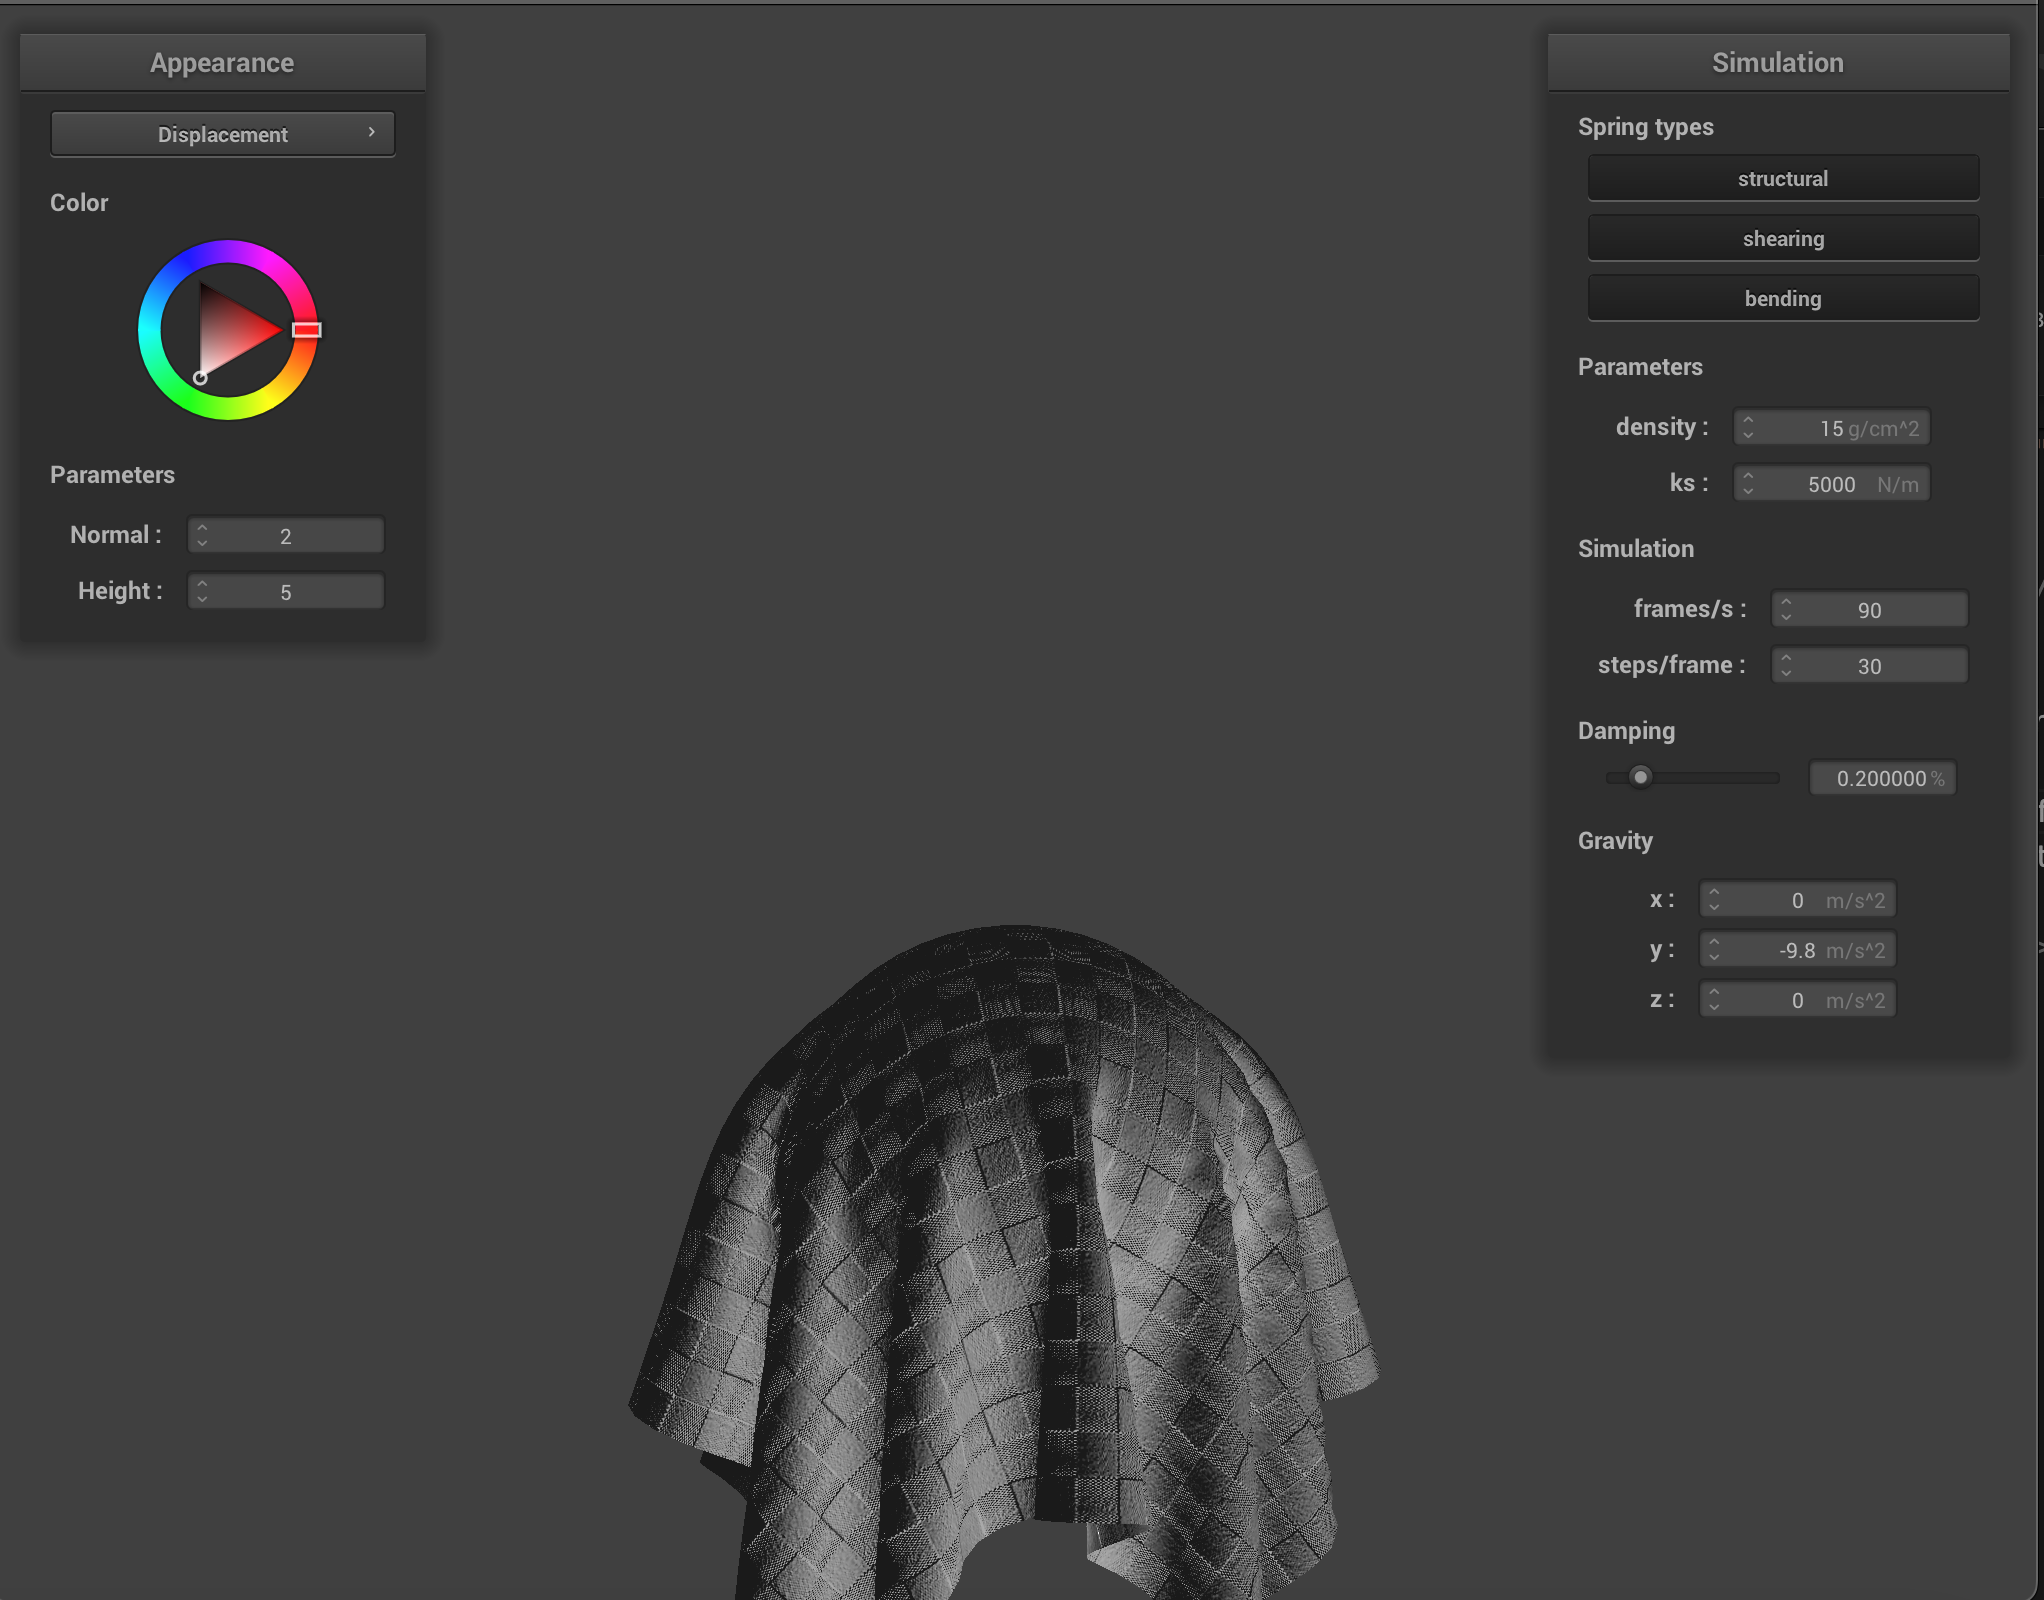 Appearance
Displacement
Color
Parameters
Normal : 2
Height : 5
Simulation
Spring types
structural
shearing
bending
Parameters
density : 15 g/cm^2
ks : 5000 N/m
Simulation
frames/s : 90
steps/frame : 30
Damping
0.200000 %
Gravity
x : 0 m/s^2
y : -9.8 m/s^2
z : 0 m/s^2